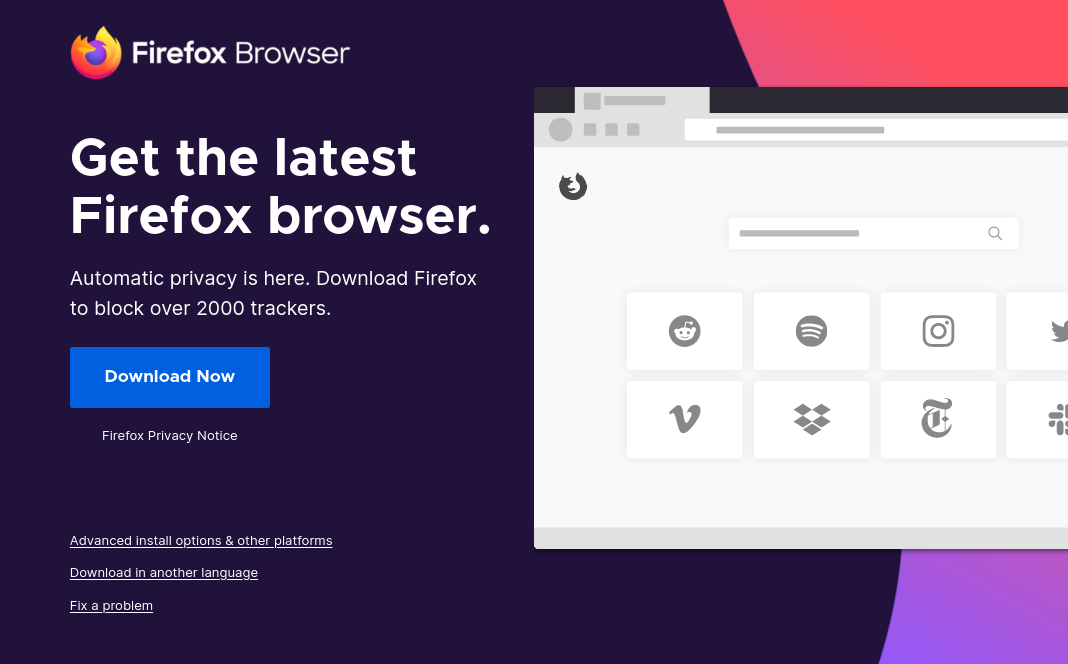 Firefox Browser
Get the latest
Firefox browser.
Automatic privacy is here. Download Firefox
to block over 2000 trackers.
Download Now
Firefox Privacy Notice
Advanced install options & other platforms
Download in another language
Fix a problem